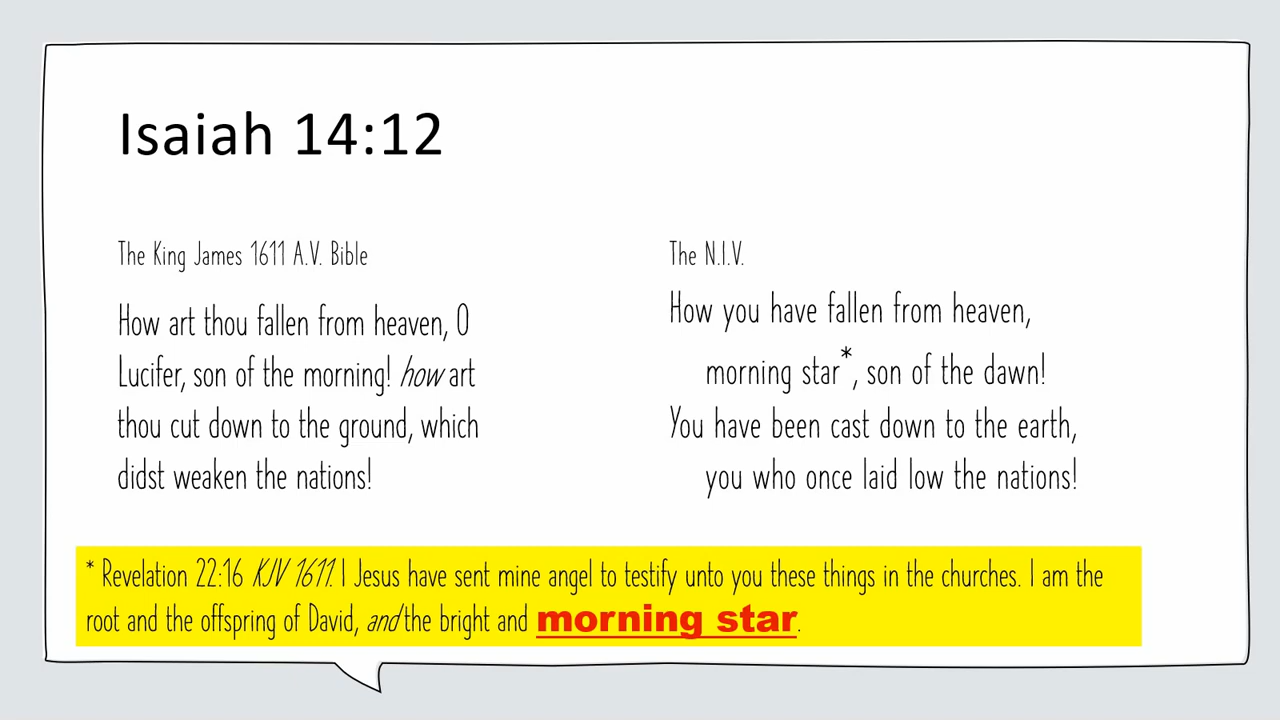 Isaiah 14:12
The King James 1611 A.V. Bible
How art thou fallen from heaven, O
Lucifer, son of the morning! how art
thou cut down to the ground, which
didst weaken the nations!
The N.I.V.
How you have fallen from heaven,
morning star*, son of the dawn!
You have been cast down to the earth,
you who once laid low the nations!
* Revelation 22:16 KJV 1611. I Jesus have sent mine angel to testify unto you these things in the churches. I am the
root and the offspring of David, and the bright and morning star.